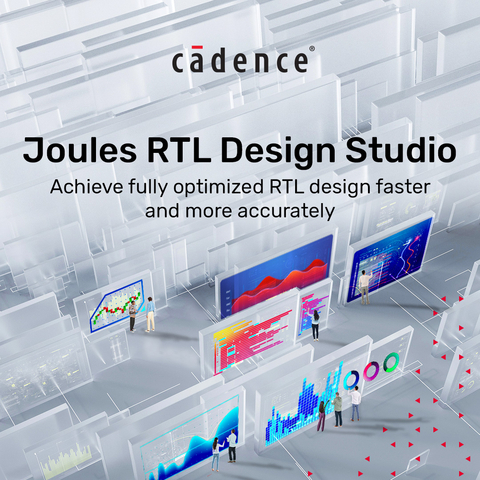 cādence®
Joules RTL Design Studio
Achieve fully optimized RTL design faster
and more accurately